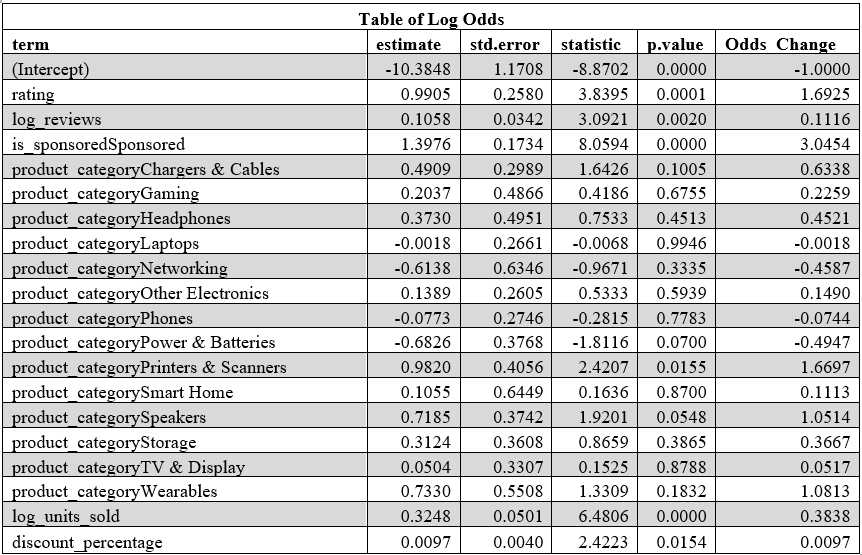 Table of Log Odds
term estimate std.error statistic p.value Odds_Change
(Intercept) -10.3848 1.1708 -8.8702 0.0000 -1.0000
rating 0.9905 0.2580 3.8395 0.0001 1.6925
log_reviews 0.1058 0.0342 3.0921 0.0020 0.1116
is_sponsoredSponsored 1.3976 0.1734 8.0594 0.0000 3.0454
product_categoryChargers & Cables 0.4909 0.2989 1.6426 0.1005 0.6338
product_categoryGaming 0.2037 0.4866 0.4186 0.6755 0.2259
product_categoryHeadphones 0.3730 0.4951 0.7533 0.4513 0.4521
product_categoryLaptops -0.0018 0.2661 -0.0068 0.9946 -0.0018
product_categoryNetworking -0.6138 0.6346 -0.9671 0.3335 -0.4587
product_categoryOther Electronics 0.1389 0.2605 0.5333 0.5939 0.1490
product_categoryPhones -0.0773 0.2746 -0.2815 0.7783 -0.0744
product_categoryPower & Batteries -0.6826 0.3768 -1.8116 0.0700 -0.4947
product_categoryPrinters & Scanners 0.9820 0.4056 2.4207 0.0155 1.6697
product_categorySmart Home 0.1055 0.6449 0.1636 0.8700 0.1113
product_categorySpeakers 0.7185 0.3742 1.9201 0.0548 1.0514
product_categoryStorage 0.3124 0.3608 0.8659 0.3865 0.3667
product_categoryTV & Display 0.0504 0.3307 0.1525 0.8788 0.0517
product_categoryWearables 0.7330 0.5508 1.3309 0.1832 1.0813
log_units_sold 0.3248 0.0501 6.4806 0.0000 0.3838
discount_percentage 0.0097 0.0040 2.4223 0.0154 0.0097